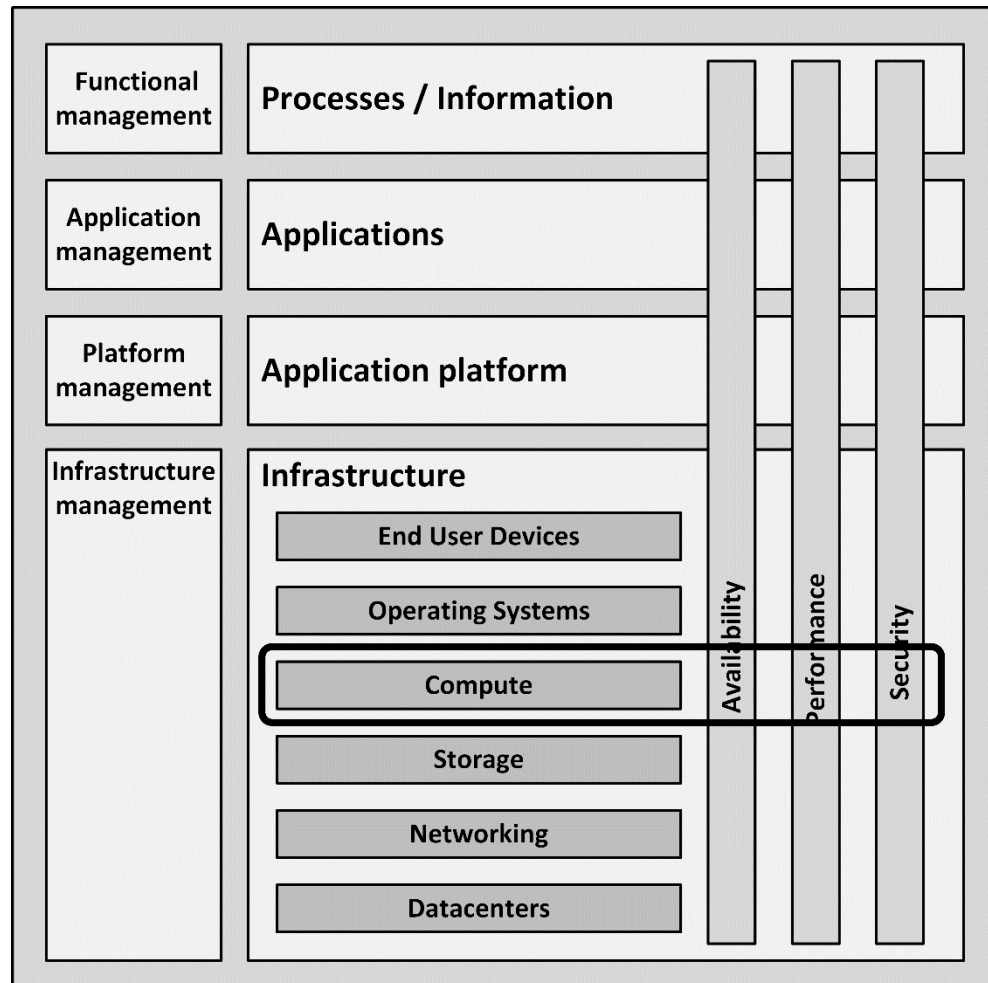 Functional
management
Processes / Information
Application
management
Applications
Platform
management
Application platform
Infrastructure
management
Infrastructure
End User Devices
Operating Systems
Compute
Storage
Networking
Datacenters
Availability
Performance
Security